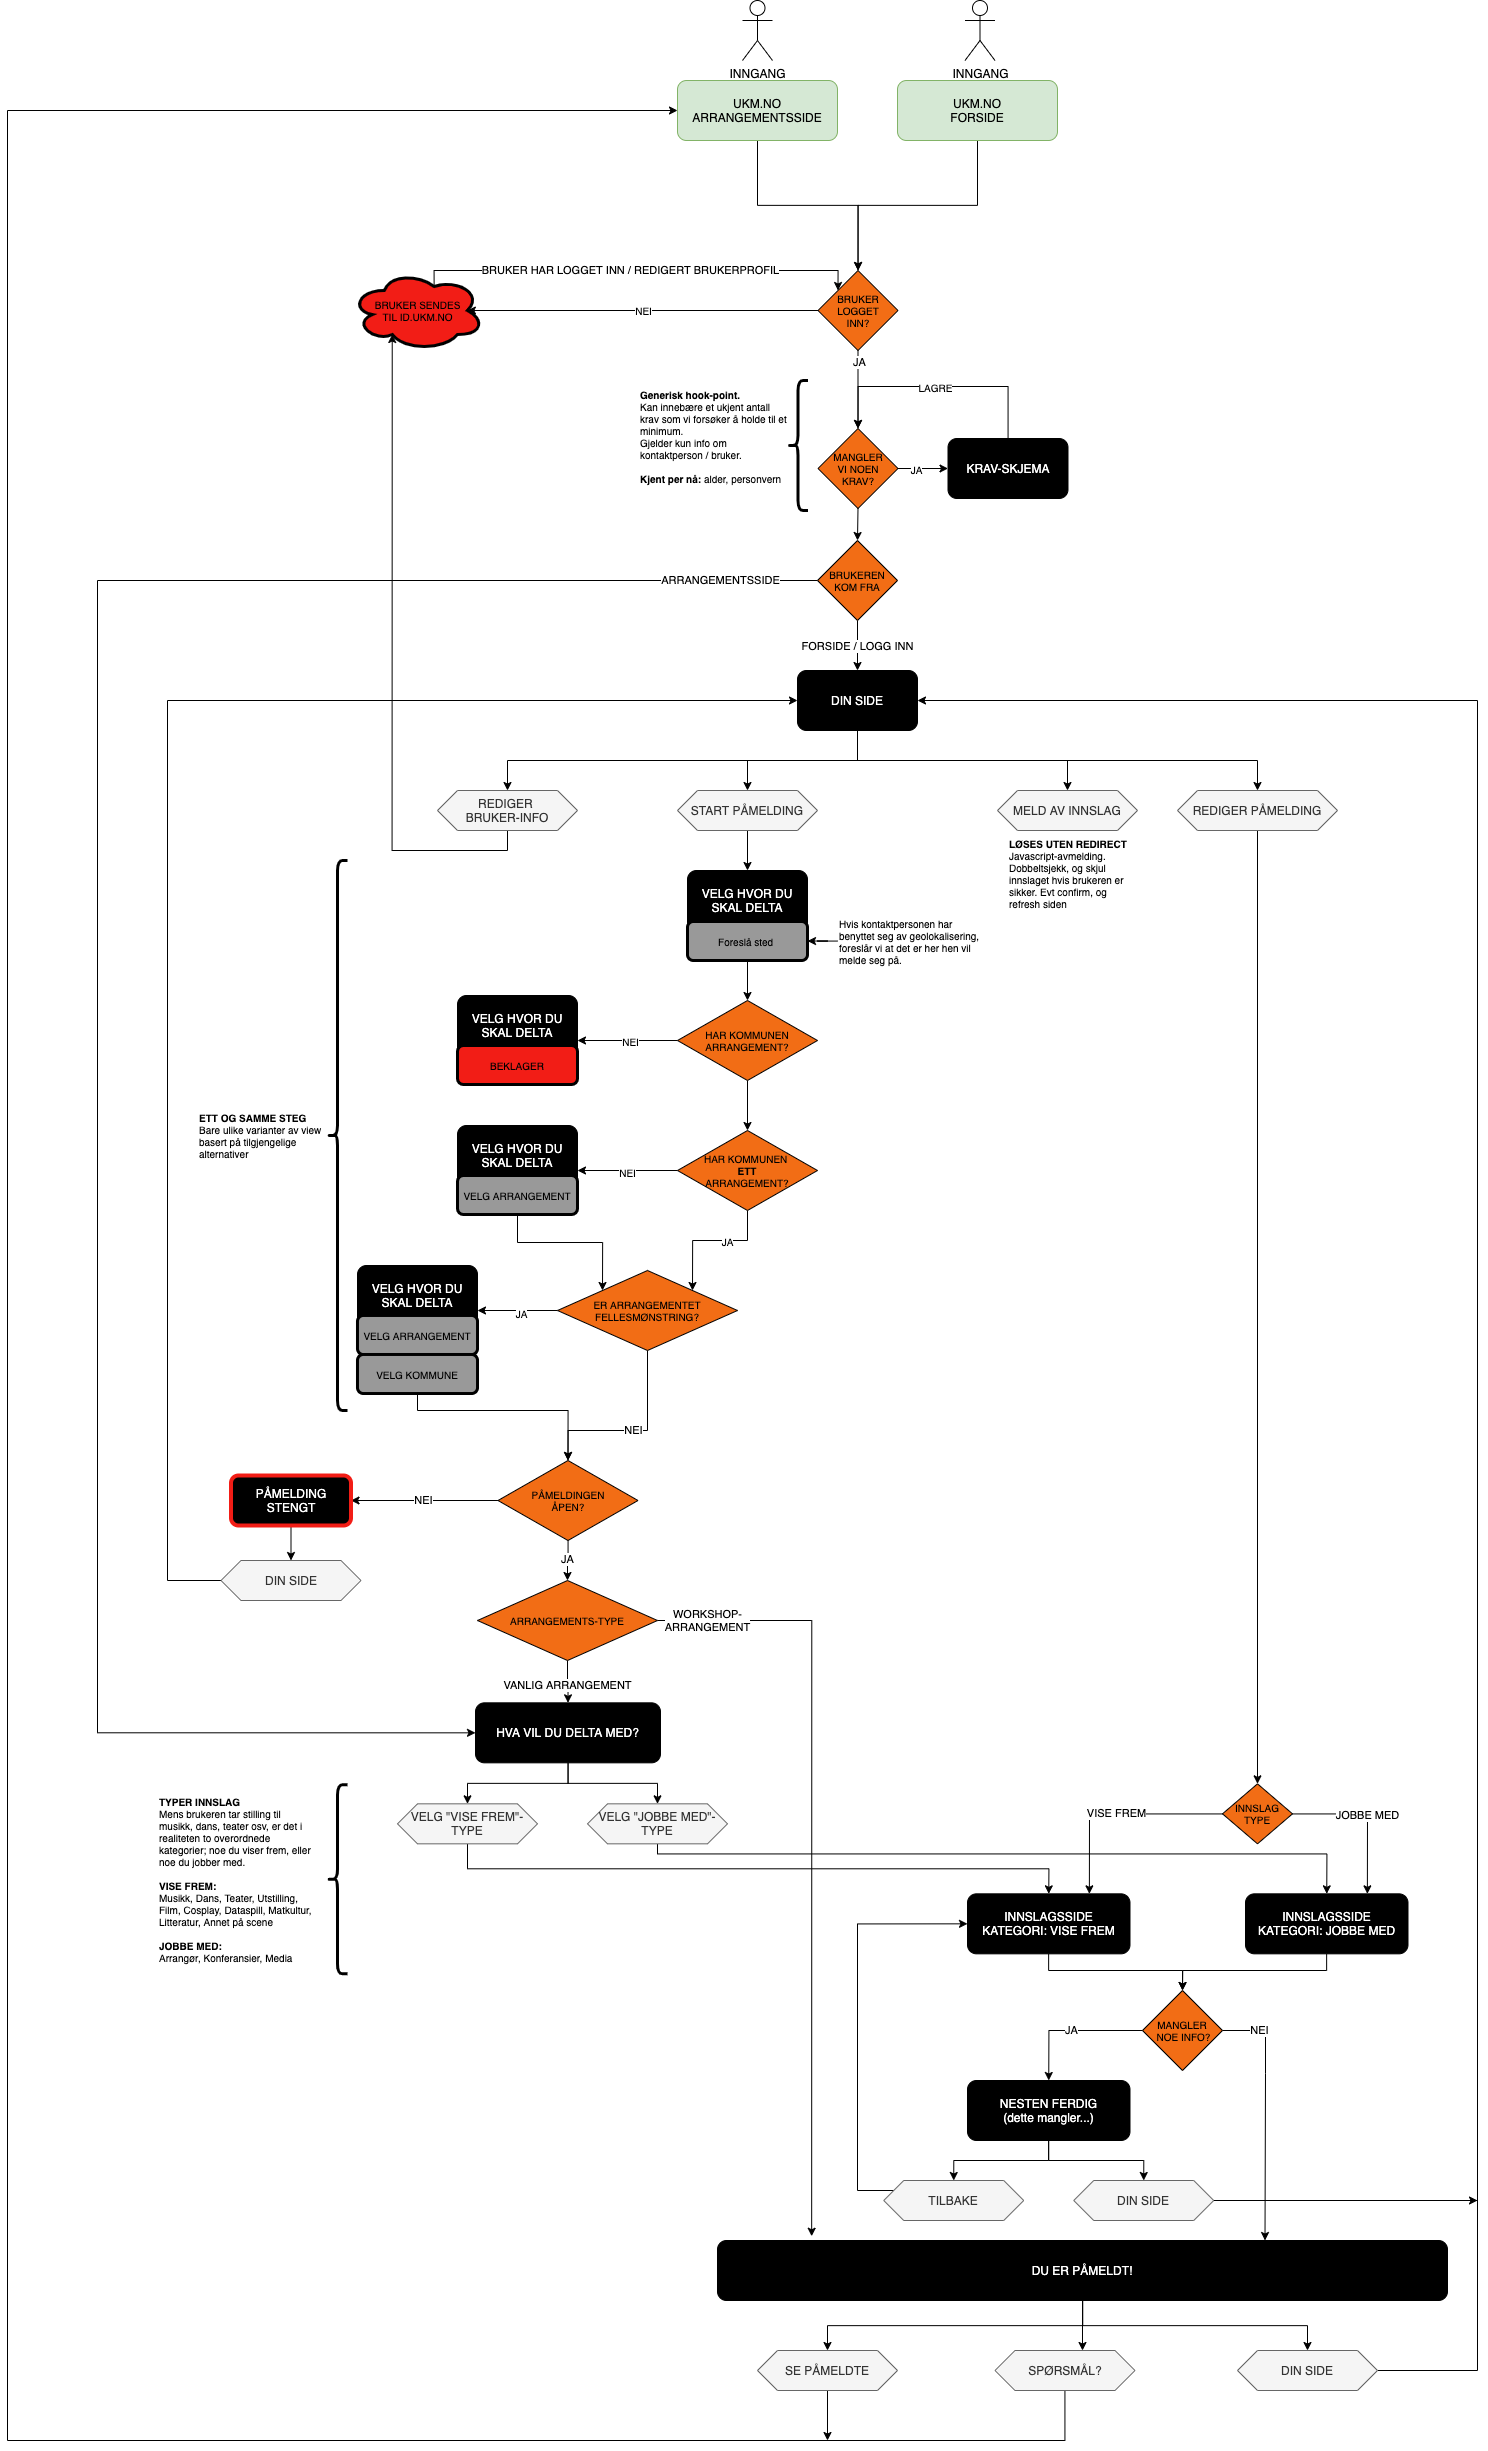 INNGANG
INNGANG
UKM.NO
ARRANGEMENTSSIDE
UKM.NO
FORSIDE
BRUKER HAR LOGGET INN / REDIGERT BRUKERPROFIL
BRUKER SENDES
TIL ID.UKM.NO
NEI
BRUKER
LOGGET
INN?
JA
LAGRE
Generisk hook-point.
Kan innebære et ukjent antall
krav som vi forsøker å holde til et
minimum.
Gjelder kun info om
kontaktperson / bruker.
Kjent per nå: alder, personvern
MANGLER
VI NOEN
KRAV?
JA
KRAV-SKJEMA
ARRANGEMENTSSIDE
BRUKEREN
KOM FRA
FORSIDE / LOGG INN
DIN SIDE
REDIGER
BRUKER-INFO
START PÅMELDING
MELD AV INNSLAG
REDIGER PÅMELDING
LØSES UTEN REDIRECT
Javascript-avmelding.
Dobbeltsjekk, og skjul
innslaget hvis brukeren er
sikker. Evt confirm, og
refresh siden
VELG HVOR DU
SKAL DELTA
Foreslå sted
Hvis kontaktpersonen har
benyttet seg av geolokalisering,
foreslår vi at det er her hen vil
melde seg på.
VELG HVOR DU
SKAL DELTA
BEKLAGER
NEI
HAR KOMMUNEN
ARRANGEMENT?
ETT OG SAMME STEG
Bare ulike varianter av view
basert på tilgjengelige
alternativer
VELG HVOR DU
SKAL DELTA
VELG ARRANGEMENT
NEI
HAR KOMMUNEN
ETT
ARRANGEMENT?
JA
VELG HVOR DU
SKAL DELTA
VELG ARRANGEMENT
VELG KOMMUNE
JA
ER ARRANGEMENTET
FELLESMØNSTRING?
NEI
PÅMELDING
STENGT
NEI
PÅMELDINGEN
ÅPEN?
JA
DIN SIDE
ARRANGEMENTS-TYPE
WORKSHOP-
ARRANGEMENT
VANLIG ARRANGEMENT
HVA VIL DU DELTA MED?
TYPER INNSLAG
Mens brukeren tar stilling til
musikk, dans, teater osv, er det i
realiteten to overordnede
kategorier; noe du viser frem, eller
noe du jobber med.
VISE FREM:
Musikk, Dans, Teater, Utstilling,
Film, Cosplay, Dataspill, Matkultur,
Litteratur, Annet på scene
JOBBE MED:
Arrangør, Konferansier, Media
VELG "VISE FREM"-
TYPE
VELG "JOBBE MED"-
TYPE
VISE FREM
INNSLAG
TYPE
JOBBE MED
INNSLAGSSIDE
KATEGORI: VISE FREM
INNSLAGSSIDE
KATEGORI: JOBBE MED
JA
MANGLER
NOE INFO?
NEI
NESTEN FERDIG
(dette mangler...)
TILBAKE
DIN SIDE
DU ER PÅMELDT!
SE PÅMELDTE
SPØRSMÅL?
DIN SIDE